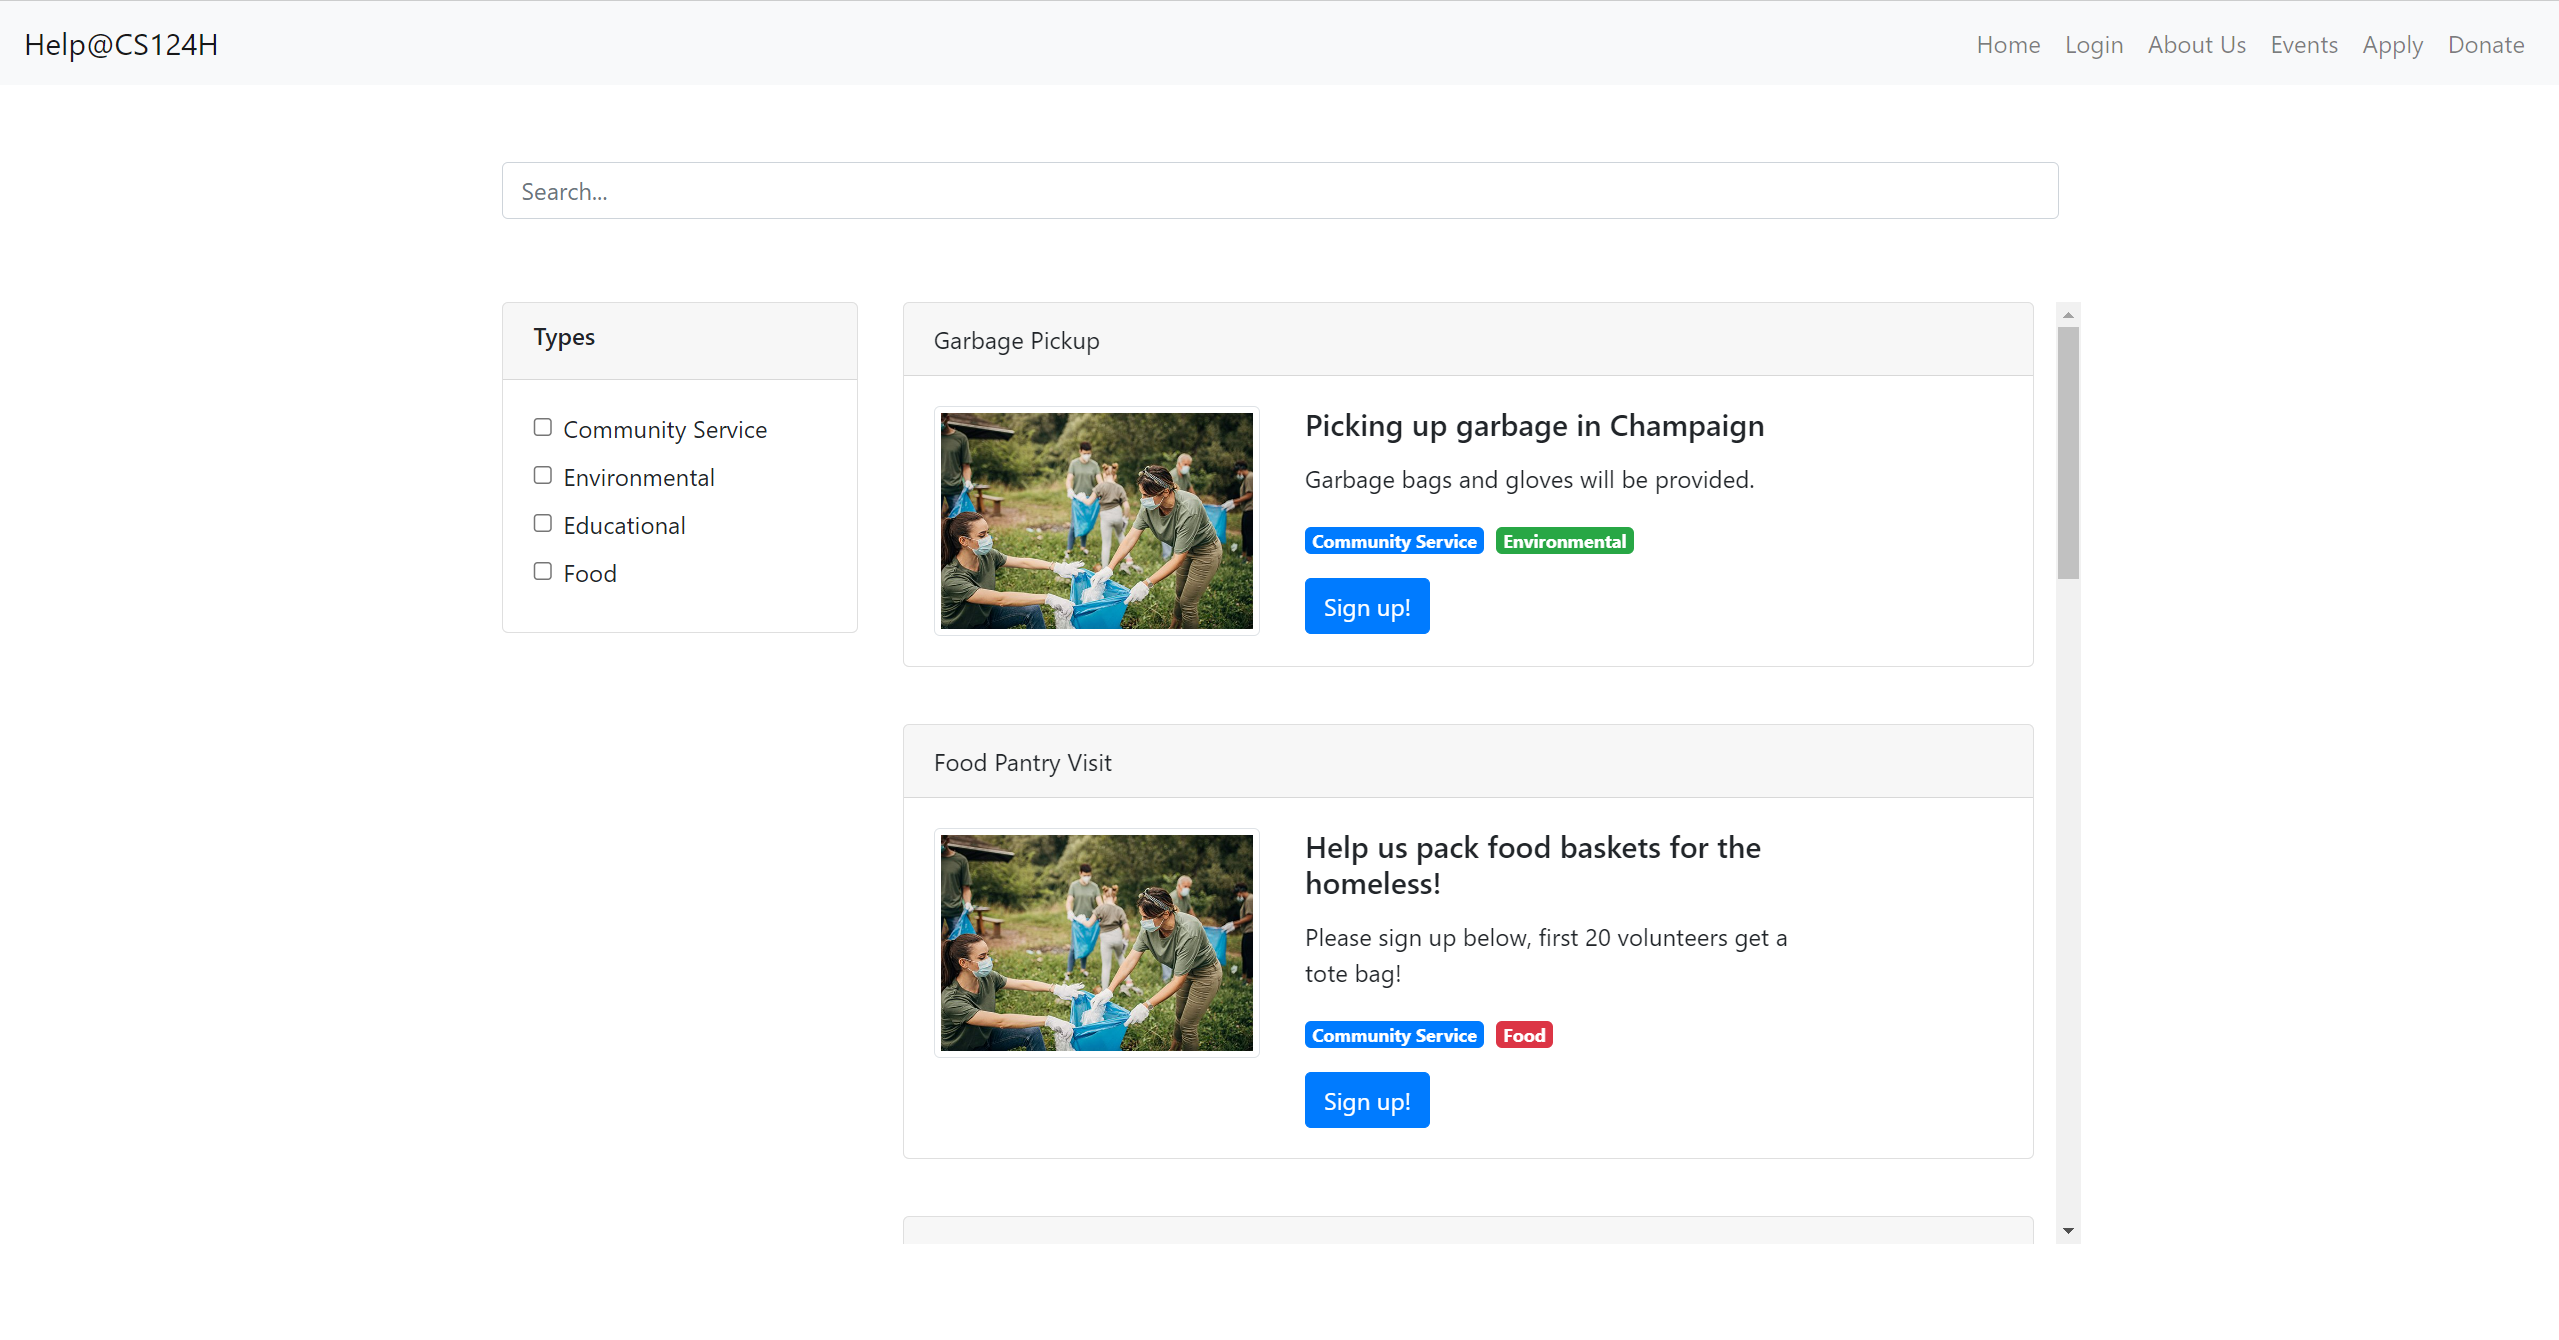 Help@CS124H
Home Login About Us Events Apply Donate
Search...
Types
Community Service
Environmental
Educational
Food
Garbage Pickup
Picking up garbage in Champaign
Garbage bags and gloves will be provided.
Community Service Environmental
Sign up!
Food Pantry Visit
Help us pack food baskets for the
homeless!
Please sign up below, first 20 volunteers get a
tote bag!
Community Service Food
Sign up!